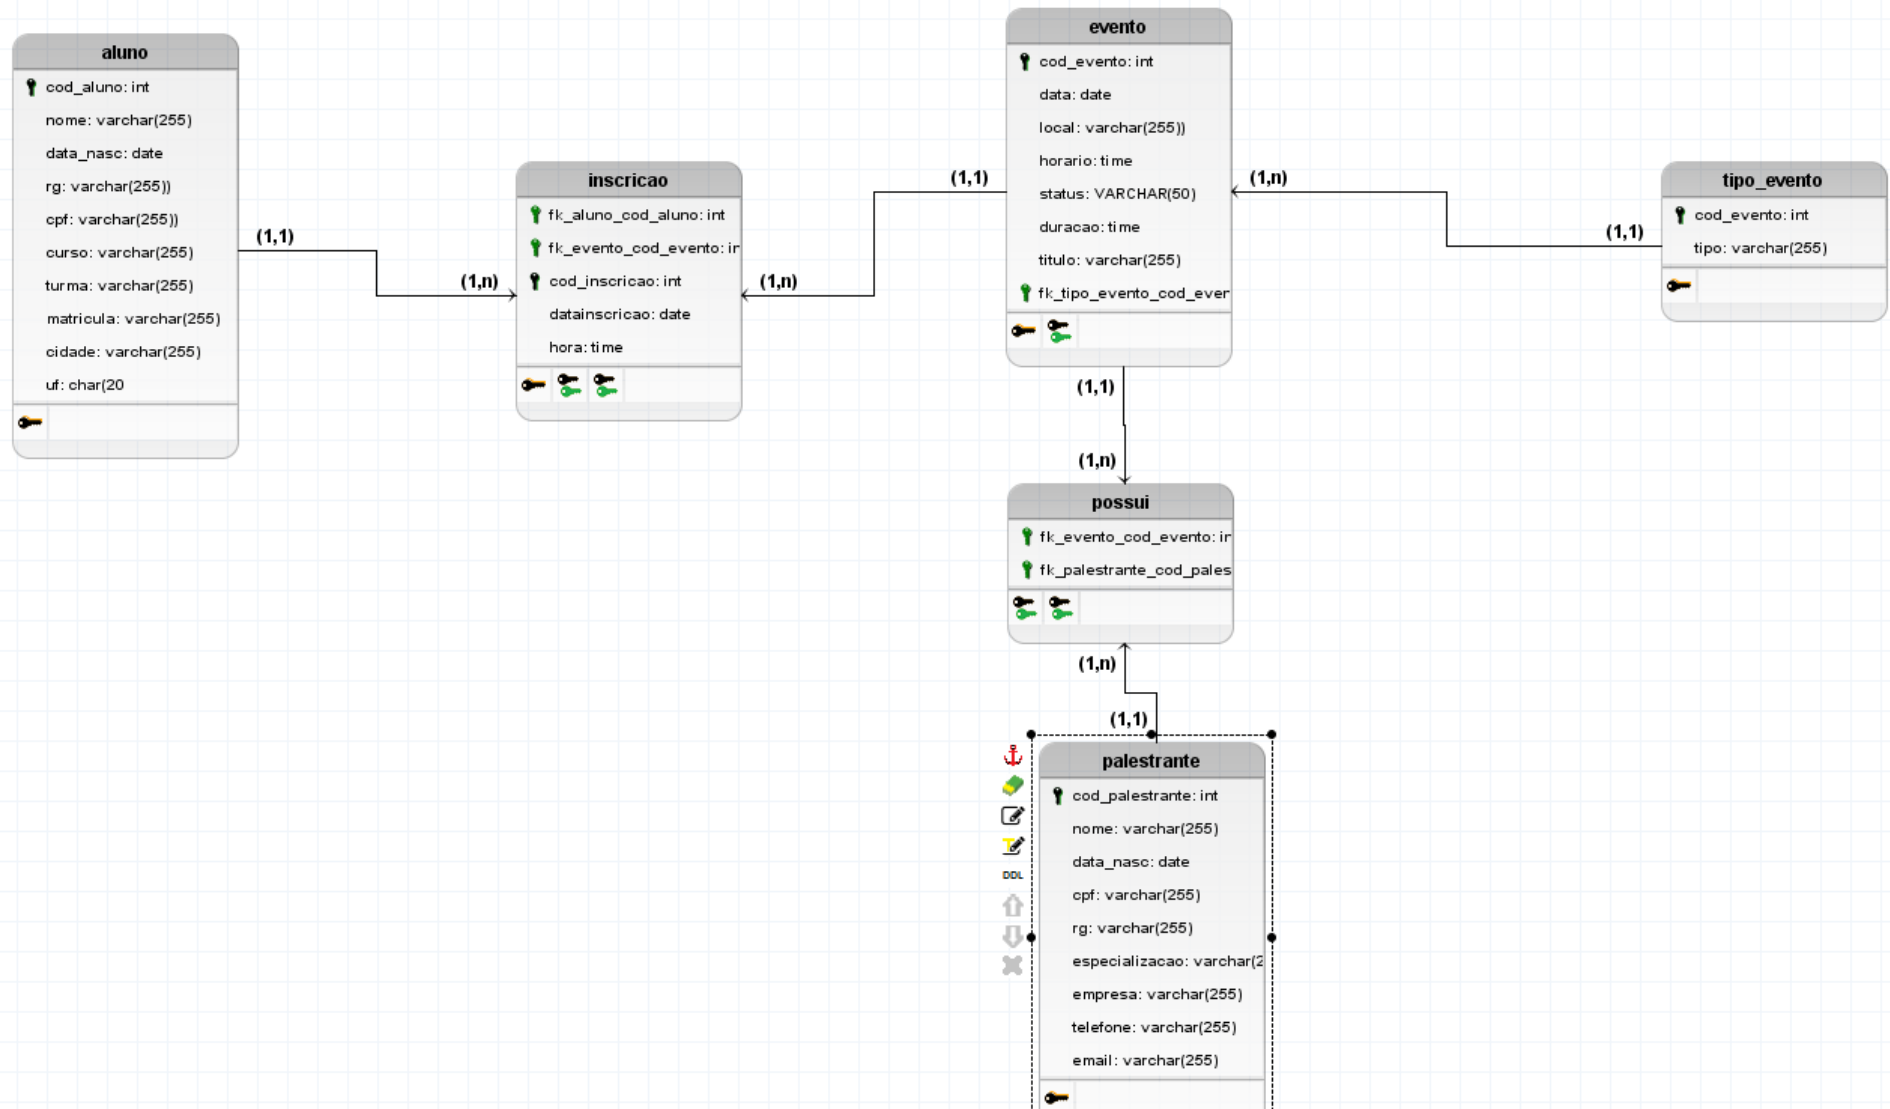 aluno
cod_aluno: int
nome: varchar(255)
data_nasc: date
rg: varchar(255))
cpf: varchar(255))
curso: varchar(255)
turma: varchar(255)
matricula: varchar(255)
cidade: varchar(255)
uf: char(20
(1,1)
(1,n)
inscricao
fk_aluno_cod_aluno: int
fk_evento_cod_evento: in
cod_inscricao: int
datainscricao: date
hora: time
(1,n)
(1,1)
evento
cod_evento: int
data: date
local: varchar(255))
horario: time
status: VARCHAR(50)
duracao: time
titulo: varchar(255)
fk_tipo_evento_cod_even
(1,n)
(1,1)
tipo_evento
cod_evento: int
tipo: varchar(255)
(1,1)
(1,n)
possui
fk_evento_cod_evento: in
fk_palestrante_cod_pales
(1,n)
(1,1)
palestrante
cod_palestrante: int
nome: varchar(255)
data_nasc: date
cpf: varchar(255)
rg: varchar(255)
especializacao: varchar(2
empresa: varchar(255)
telefone: varchar(255)
email: varchar(255)
DDL